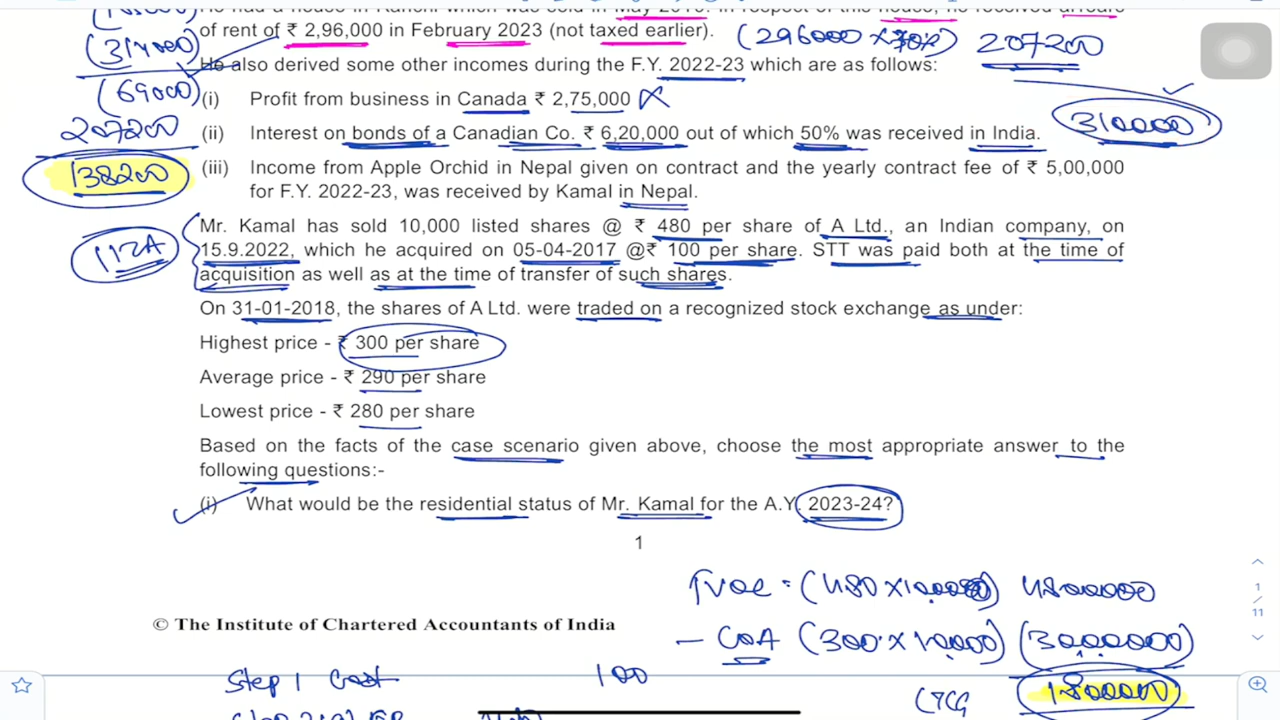 He had a house in Ranchi which was sold in May 2019. In respect of this house, he received arrears
of rent of ₹ 2,96,000 in February 2023 (not taxed earlier). (296000 x 70%) 207200
(314000)
He also derived some other incomes during the F.Y. 2022-23 which are as follows:
(69000) (i) Profit from business in Canada ₹ 2,75,000 X
207200 (ii) Interest on bonds of a Canadian Co. ₹ 6,20,000 out of which 50% was received in India. 310000
138200 (iii) Income from Apple Orchid in Nepal given on contract and the yearly contract fee of ₹ 5,00,000
for F.Y. 2022-23, was received by Kamal in Nepal.
Mr. Kamal has sold 10,000 listed shares @ ₹ 480 per share of A Ltd., an Indian company, on
112A 15.9.2022, which he acquired on 05-04-2017 @₹ 100 per share. STT was paid both at the time of
acquisition as well as at the time of transfer of such shares.
On 31-01-2018, the shares of A Ltd. were traded on a recognized stock exchange as under:
Highest price - ₹ 300 per share
Average price - ₹ 290 per share
Lowest price - ₹ 280 per share
Based on the facts of the case scenario given above, choose the most appropriate answer to the
following questions:-
(i) What would be the residential status of Mr. Kamal for the A.Y. 2023-24?
1
FVOC = (480 x 10,000) 4800000
© The Institute of Chartered Accountants of India
- COA (300 x 10,000) (30,00,000)
Step 1 Cost 100
LTCG 1800000
1
/
11